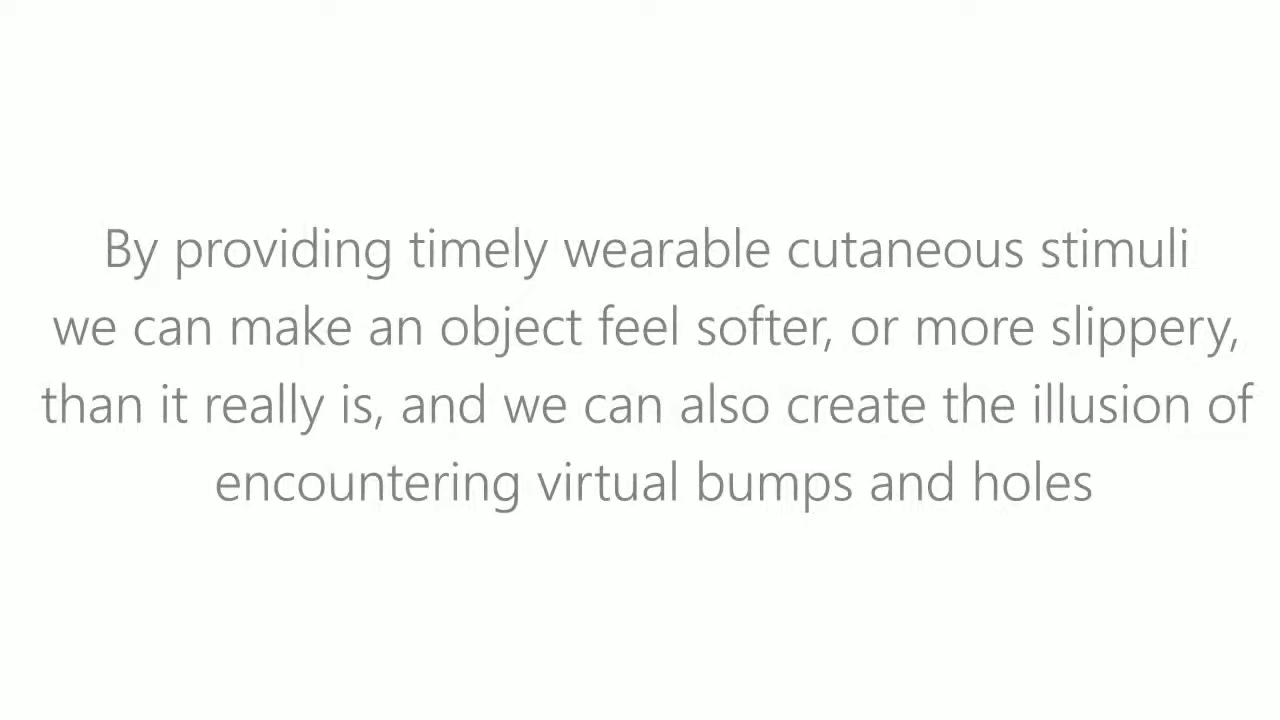 By providing timely wearable cutaneous stimuli
we can make an object feel softer, or more slippery,
than it really is, and we can also create the illusion of
encountering virtual bumps and holes